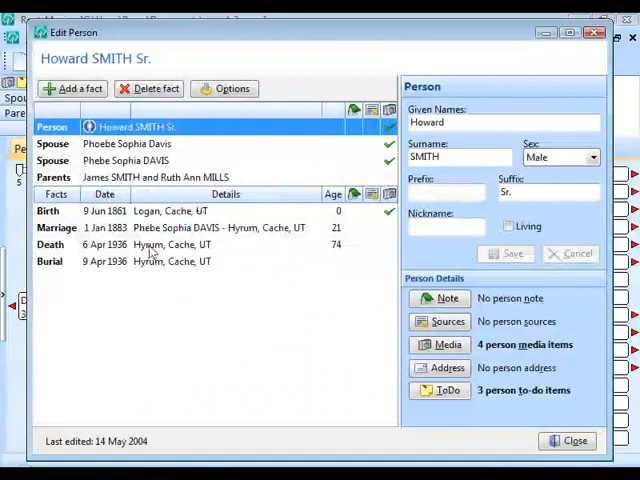 Edit Person
Howard SMITH Sr.
Add a fact
Delete fact
Options
Person Howard SMITH Sr.
Spouse Phoebe Sophia Davis
Spouse Phebe Sophia DAVIS
Parents James SMITH and Ruth Ann MILLS
Facts Date Details Age
Birth 9 Jun 1861 Logan, Cache, UT 0
Marriage 1 Jan 1883 Phebe Sophia DAVIS - Hyrum, Cache, UT 21
Death 6 Apr 1936 Hyrum, Cache, UT 74
Burial 9 Apr 1936 Hyrum, Cache, UT
Last edited: 14 May 2004
Person
Given Names:
Howard
Surname: Sex:
SMITH Male
Prefix: Suffix:
Sr.
Nickname:
Living
Save Cancel
Person Details
Note No person note
Sources No person sources
Media 4 person media items
Address No person address
ToDo 3 person to-do items
Close
Spou
Pare
Pe